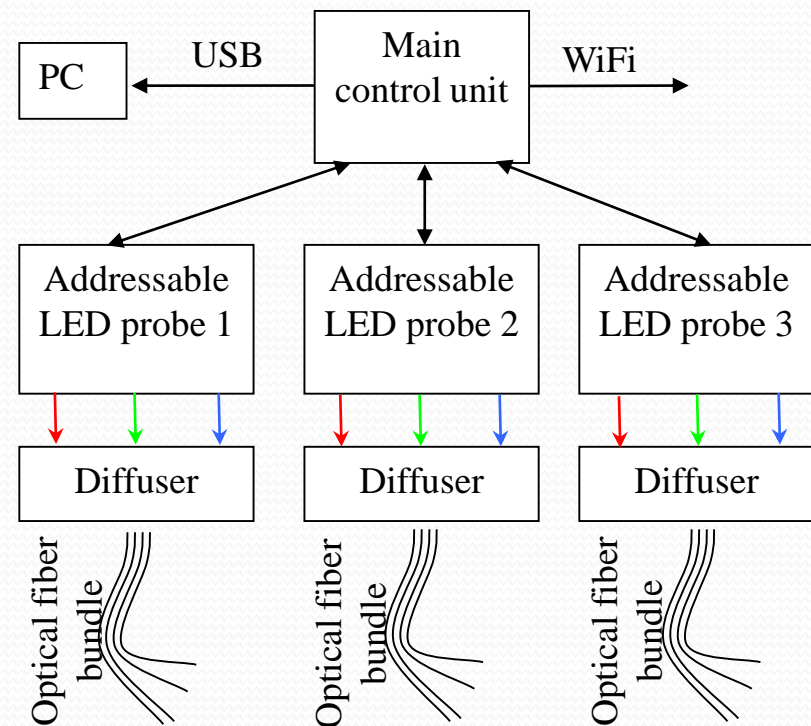 PC
USB
Main
control unit
WiFi
Addressable
LED probe 1
Addressable
LED probe 2
Addressable
LED probe 3
Diffuser
Diffuser
Diffuser
Optical fiber
bundle
Optical fiber
bundle
Optical fiber
bundle